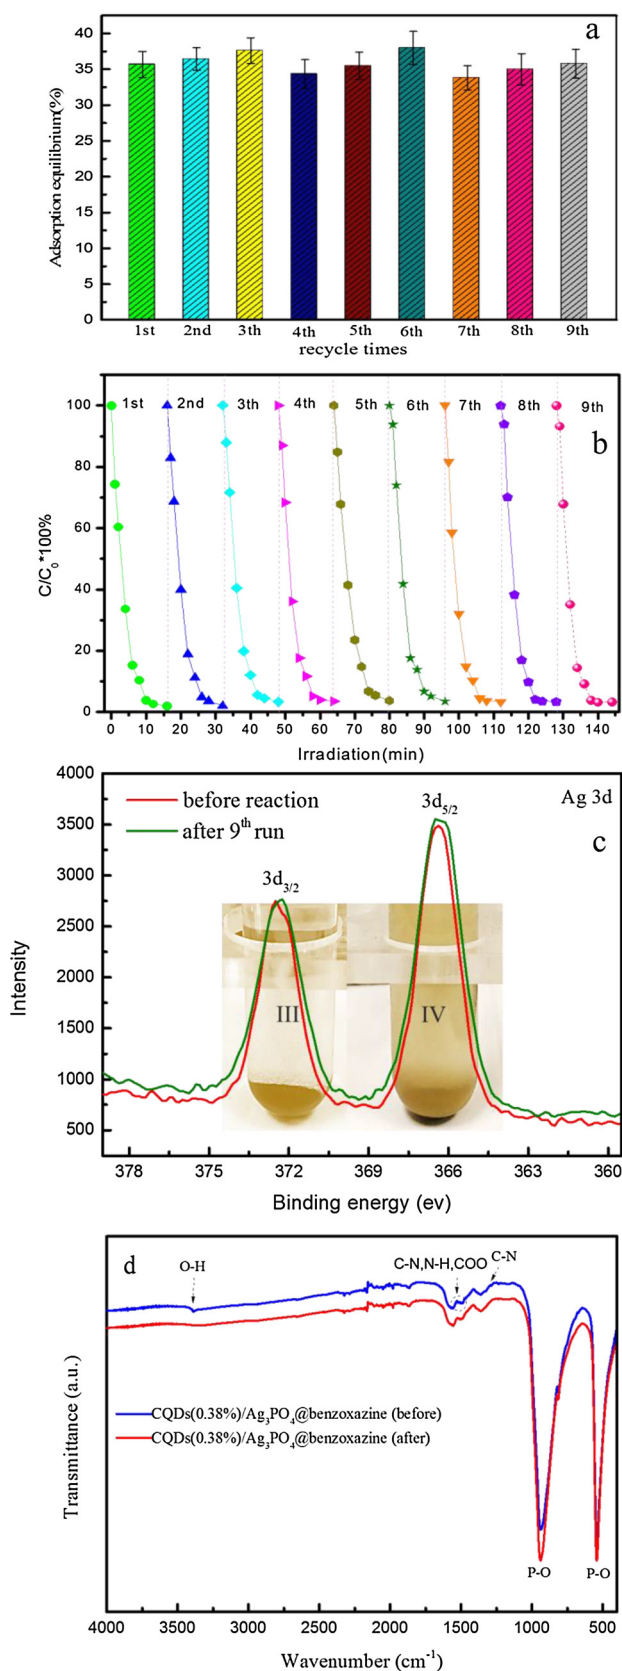 a
40
35
30
25
20
15
10
5
0
Adsorption equilibrium(%)
1st 2nd 3th 4th 5th 6th 7th 8th 9th
recycle times
b
1st 2nd 3th 4th 5th 6th 7th 8th 9th
100
80
60
40
20
0
C/C₀*100%
0 10 20 30 40 50 60 70 80 90 100 110 120 130 140
Irradiation(min)
4000
3500
3000
2500
2000
1500
1000
500
Intensity
before reaction
after 9ᵗʰ run
3d₅/₂
Ag 3d
c
3d₃/₂
III
IV
378 375 372 369 366 363 360
Binding energy (ev)
d
O-H
C-N,N-H,COO
C-N
CQDs(0.38%)/Ag₃PO₄@benzoxazine (before)
CQDs(0.38%)/Ag₃PO₄@benzoxazine (after)
Transmittance (a.u.)
P-O
P-O
4000 3500 3000 2500 2000 1500 1000 500
Wavenumber (cm⁻¹)